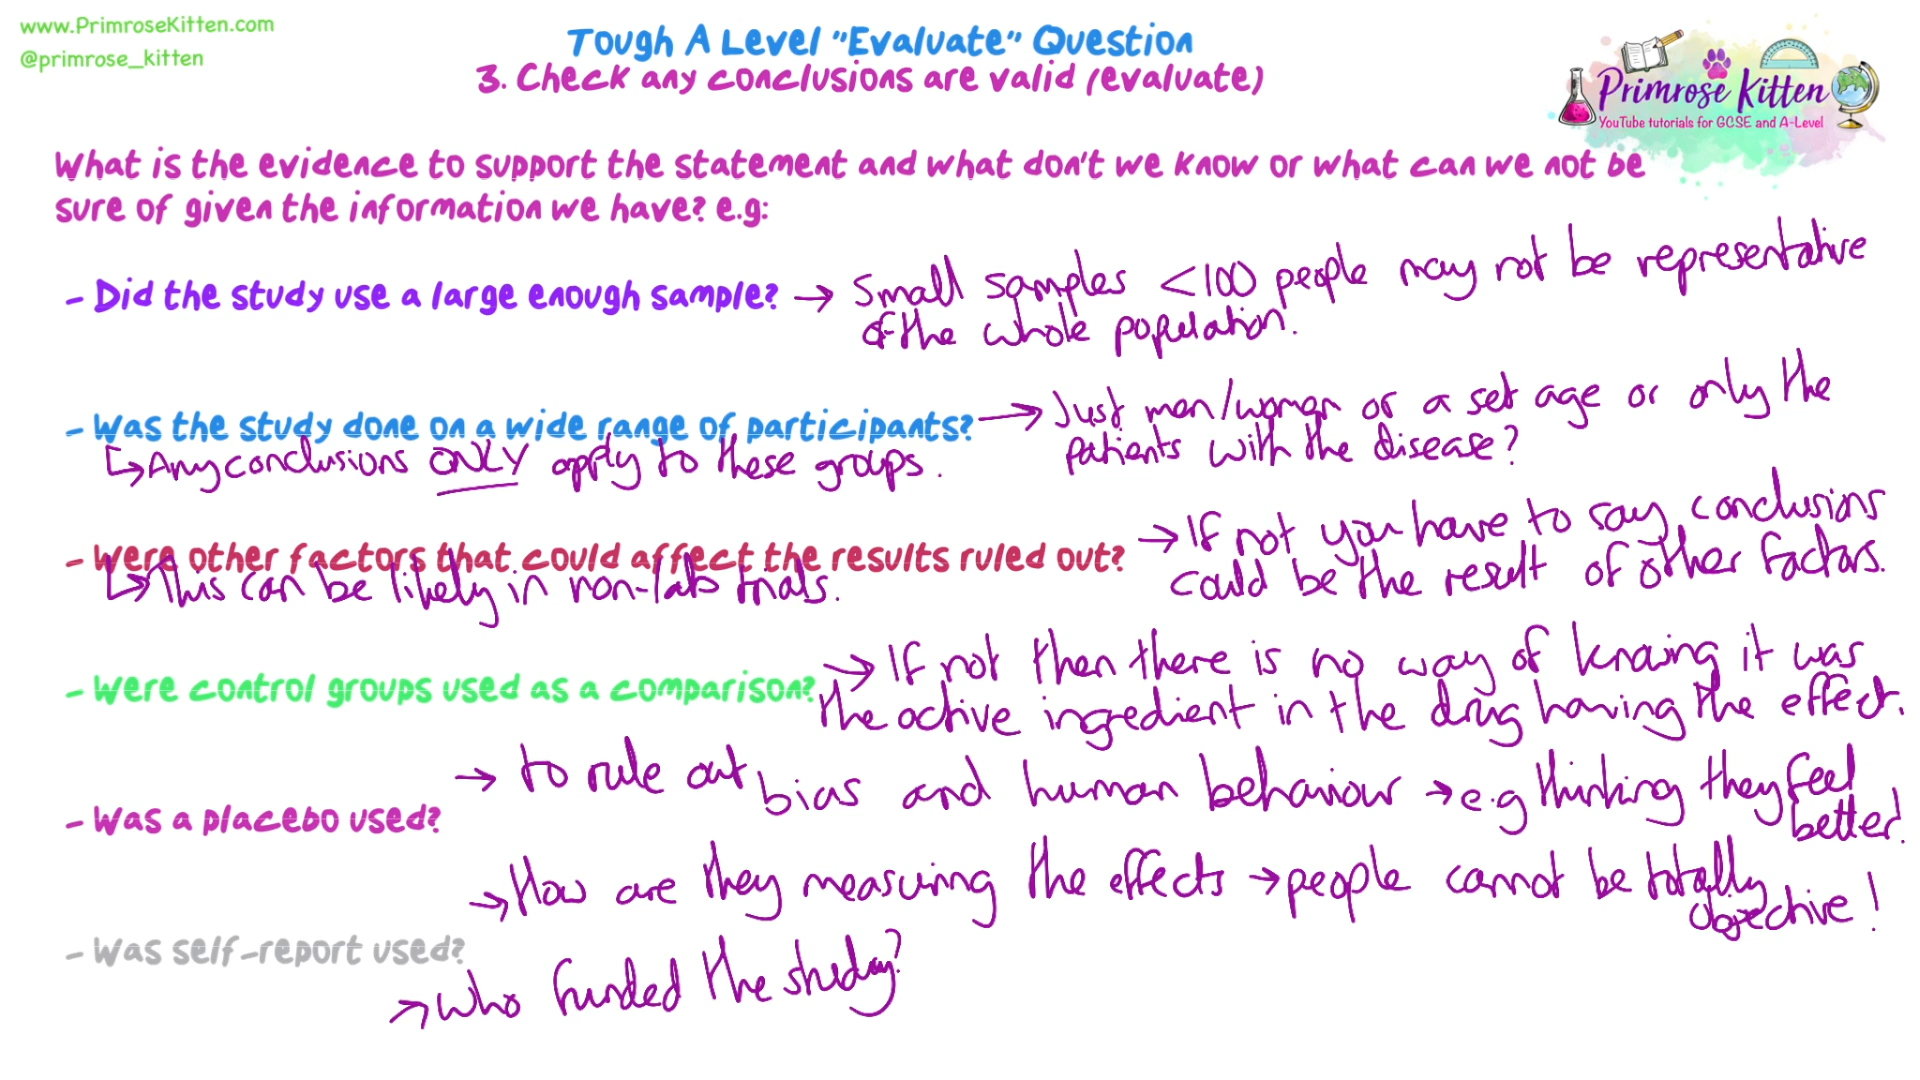 www.PrimroseKitten.com
@primrose_kitten
Tough A Level "Evaluate" Question
3. Check any conclusions are valid (evaluate)
Primrose Kitten
YouTube tutorials for GCSE and A-Level
What is the evidence to support the statement and what don't we know or what can we not be
sure of given the information we have? e.g:
- Did the study use a large enough sample? → Small samples <100 people may not be representative
of the whole population.
- Was the study done on a wide range of participants? → Just men/women or a set age or only the
patients with the disease?
↳ Any conclusions ONLY apply to these groups.
- Were other factors that could affect the results ruled out? → If not you have to say conclusions
could be the result of other factors.
↳ This can be likely in non-lab trials.
- Were control groups used as a comparison? → If not then there is no way of knowing it was
the active ingredient in the drug having the effect.
- Was a placebo used? → to rule out bias and human behaviour → e.g thinking they feel
better!
- Was self-report used? → How are they measuring the effects → people cannot be totally
objective!
→ Who funded the study?